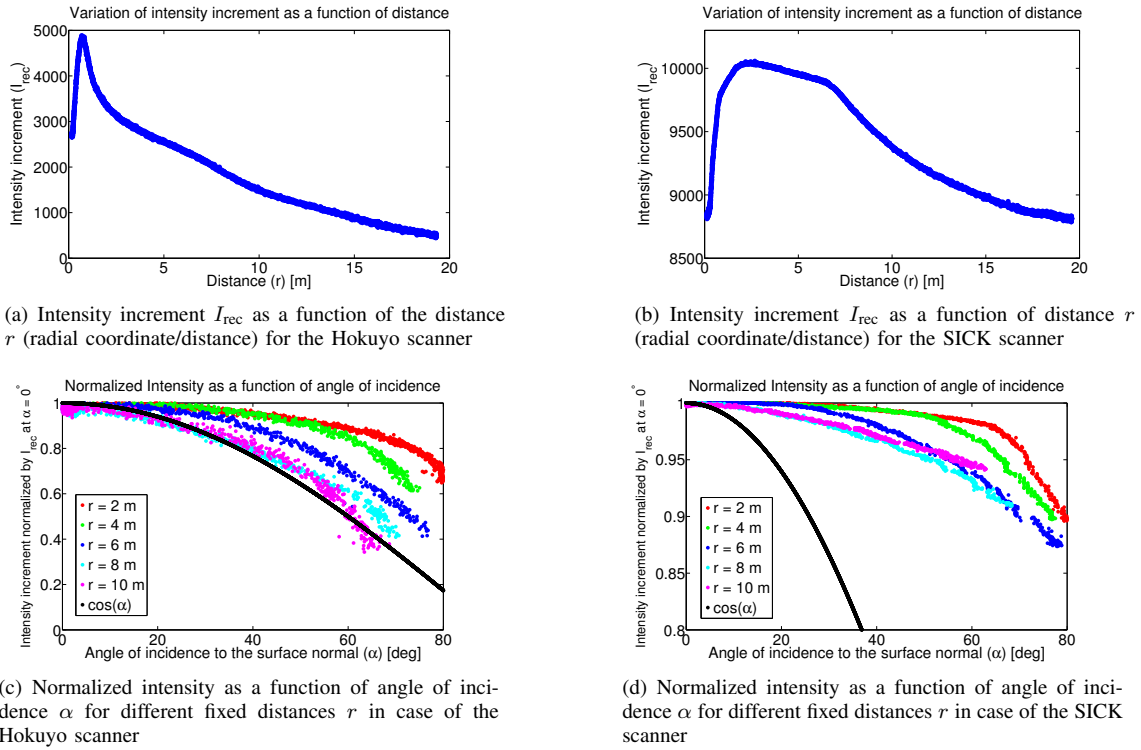 Variation of intensity increment as a function of distance
Intensity increment (I_rec)
5000
4000
3000
2000
1000
0
0 5 10 15 20
Distance (r) [m]
(a) Intensity increment I_rec as a function of the distance
r (radial coordinate/distance) for the Hokuyo scanner
Variation of intensity increment as a function of distance
Intensity increment (I_rec)
10000
9500
9000
8500
0 5 10 15 20
Distance (r) [m]
(b) Intensity increment I_rec as a function of distance r
(radial coordinate/distance) for the SICK scanner
Normalized Intensity as a function of angle of incidence
Intensity increment normalized by I_rec at α = 0°
1
0.8
0.6
0.4
0.2
0
r = 2 m
r = 4 m
r = 6 m
r = 8 m
r = 10 m
cos(α)
0 20 40 60 80
Angle of incidence to the surface normal (α) [deg]
(c) Normalized intensity as a function of angle of inci-
dence α for different fixed distances r in case of the
Hokuyo scanner
Normalized Intensity as a function of angle of incidence
Intensity increment normalized by I_rec at α = 0°
1
0.95
0.9
0.85
0.8
r = 2 m
r = 4 m
r = 6 m
r = 8 m
r = 10 m
cos(α)
0 20 40 60 80
Angle of incidence to the surface normal (α) [deg]
(d) Normalized intensity as a function of angle of inci-
dence α for different fixed distances r in case of the SICK
scanner